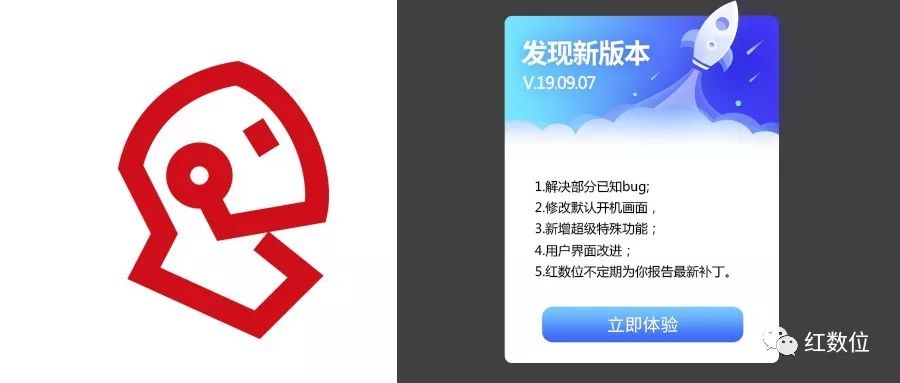 发现新版本
V.19.09.07
1.解决部分已知bug;
2.修改默认开机画面，
3.新增超级特殊功能；
4.用户界面改进；
5.红数位不定期为你报告最新补丁。
立即体验
红数位